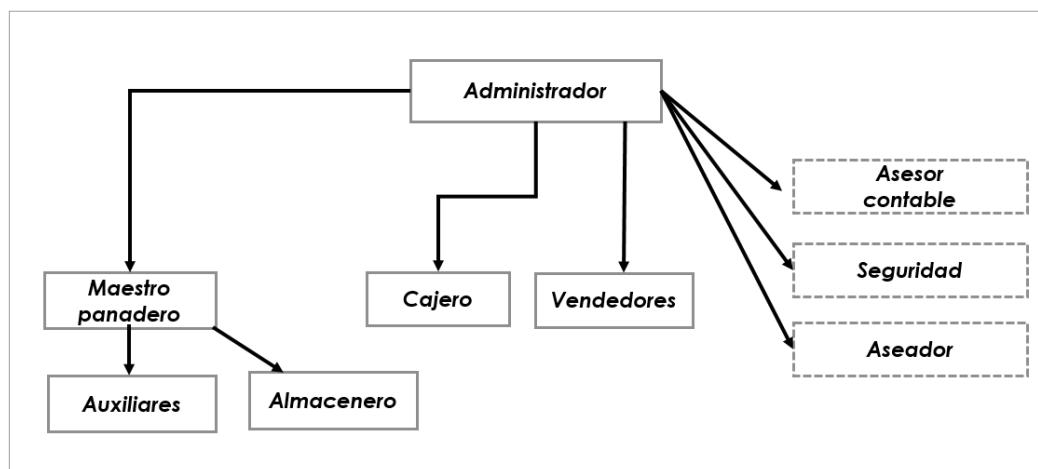 Administrador
Asesor
contable
Seguridad
Maestro
panadero
Cajero
Vendedores
Aseador
Auxiliares
Almacenero